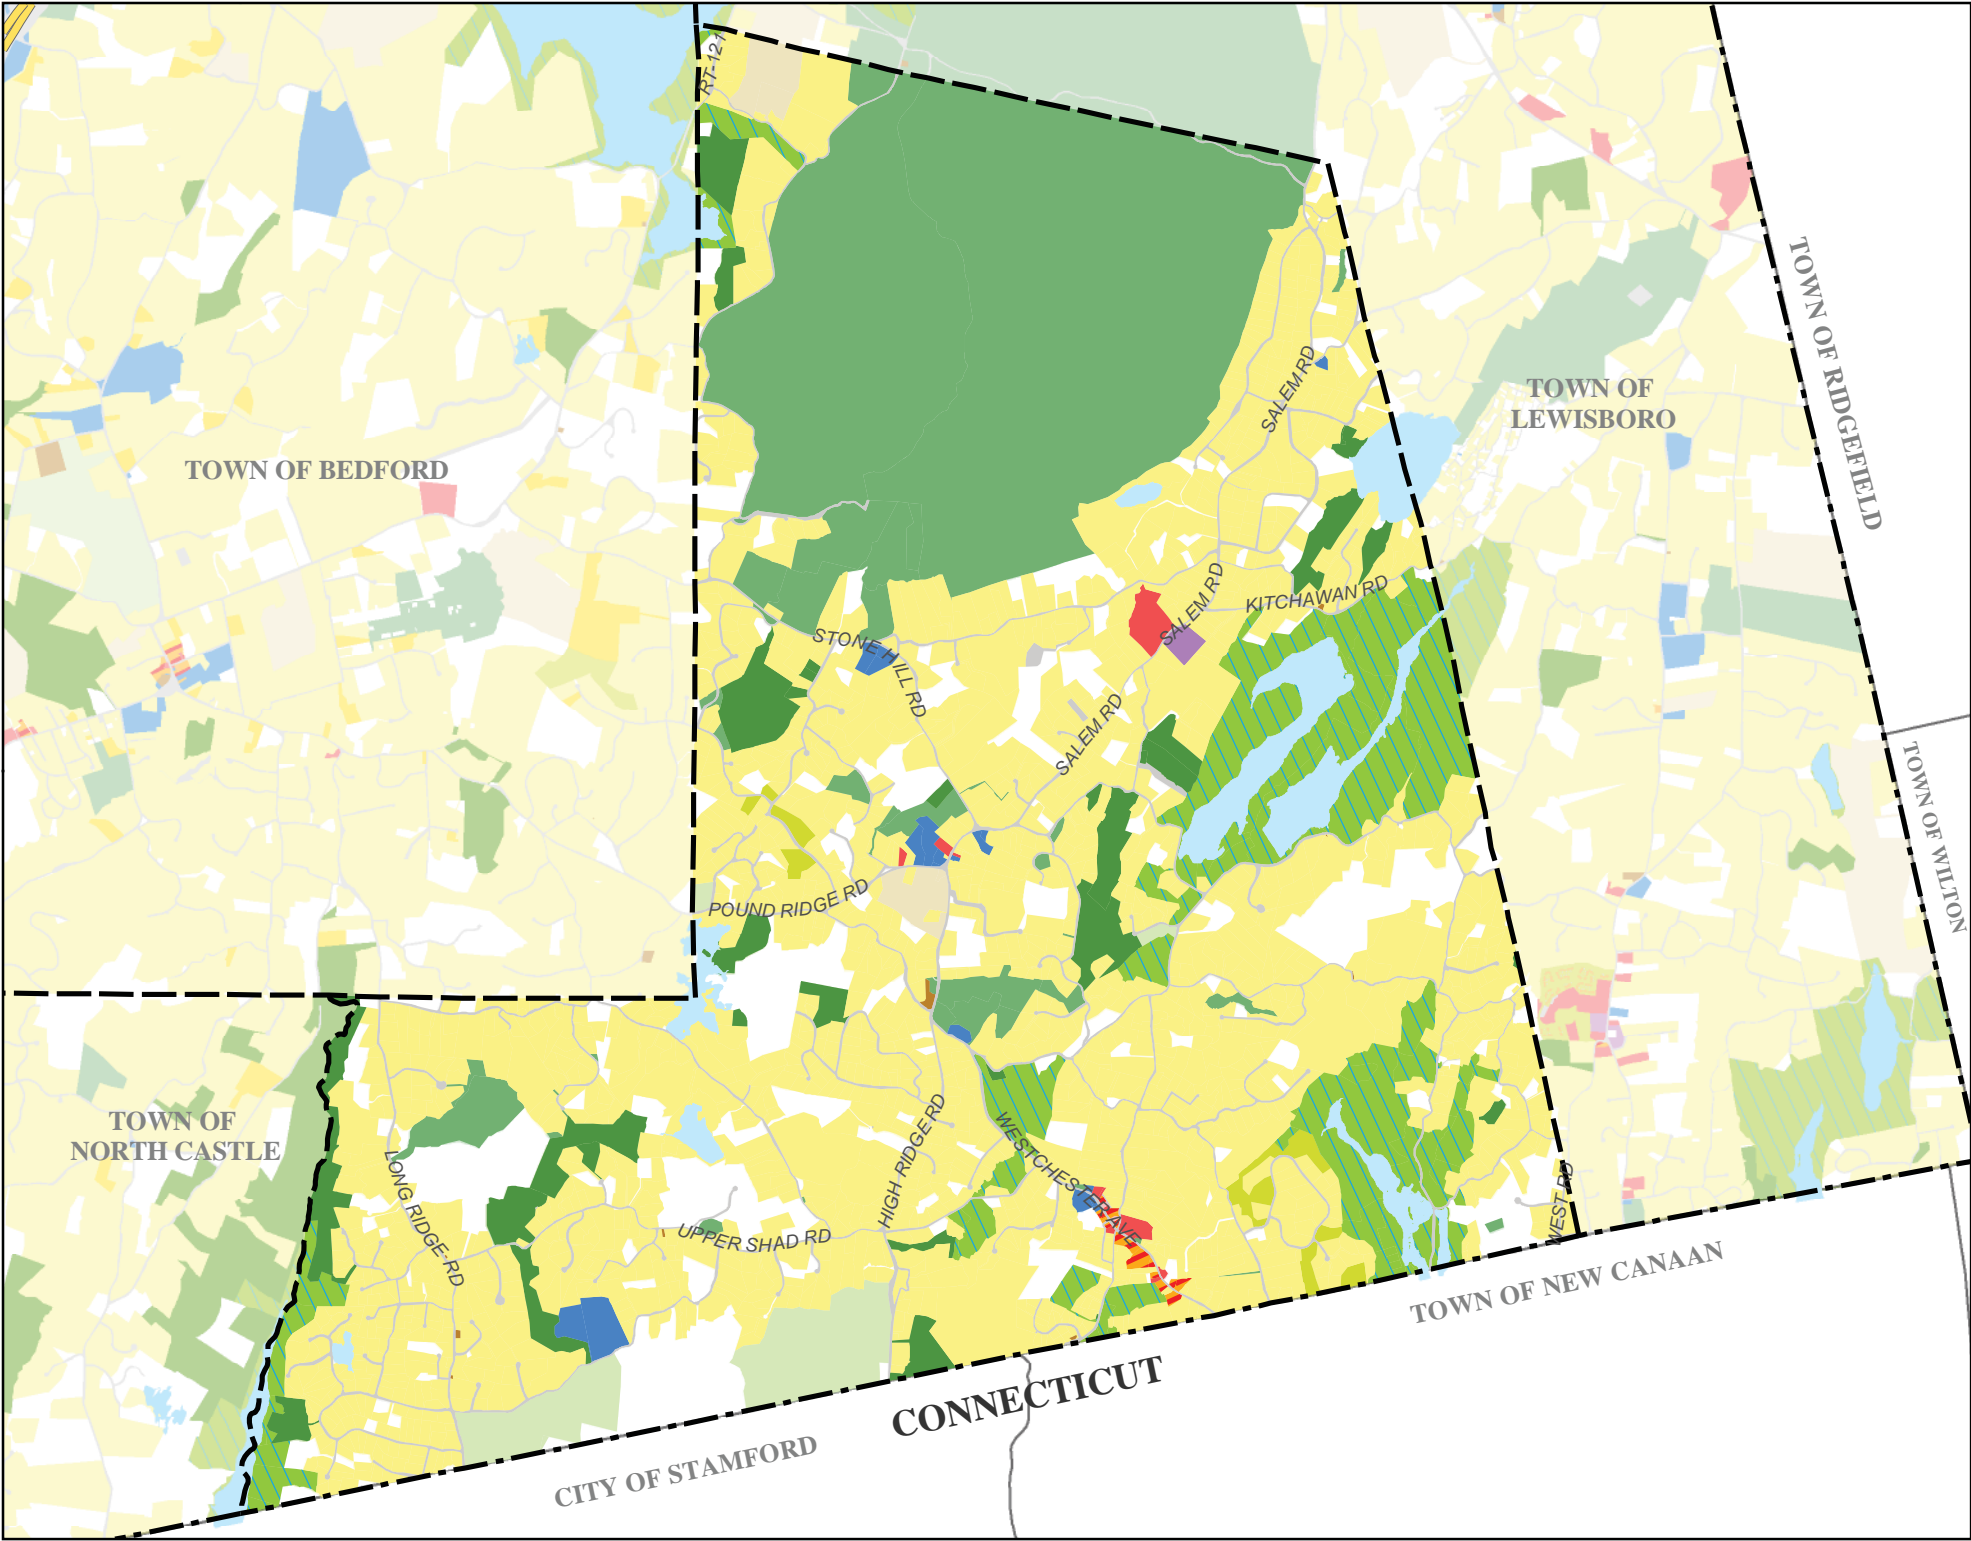 RT-121
TOWN OF RIDGEFIELD
SALEM RD
TOWN OF
LEWISBORO
TOWN OF BEDFORD
SALEM RD
KITCHAWAN RD
STONE HILL RD
SALEM RD
TOWN OF WILTON
POUND RIDGE RD
TOWN OF
NORTH CASTLE
LONG RIDGE RD
HIGH RIDGE RD
WESTCHESTER AVE
UPPER SHAD RD
WEST RD
TOWN OF NEW CANAAN
CONNECTICUT
CITY OF STAMFORD